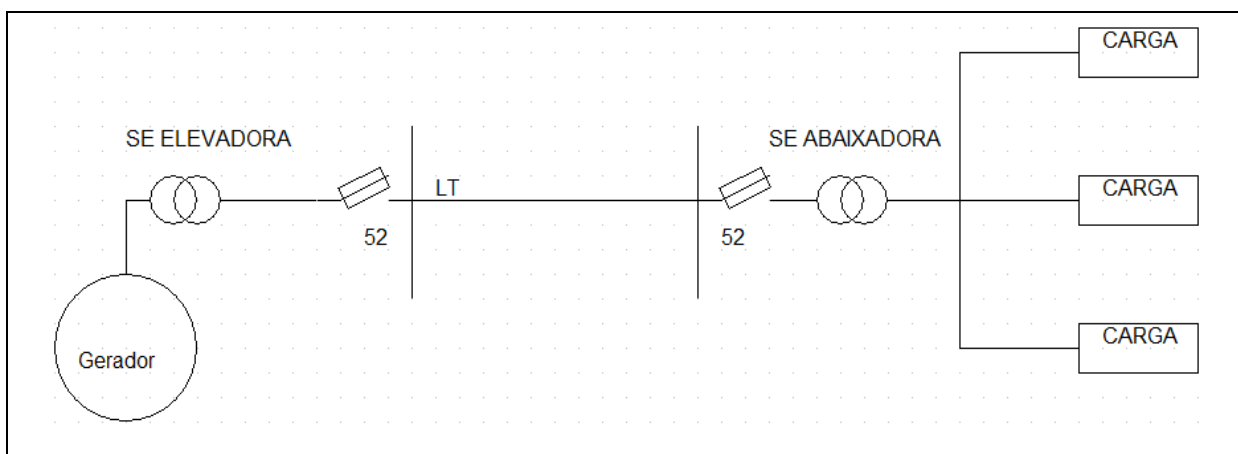 CARGA
SE ELEVADORA
SE ABAIXADORA
LT
CARGA
52
52
Gerador
CARGA